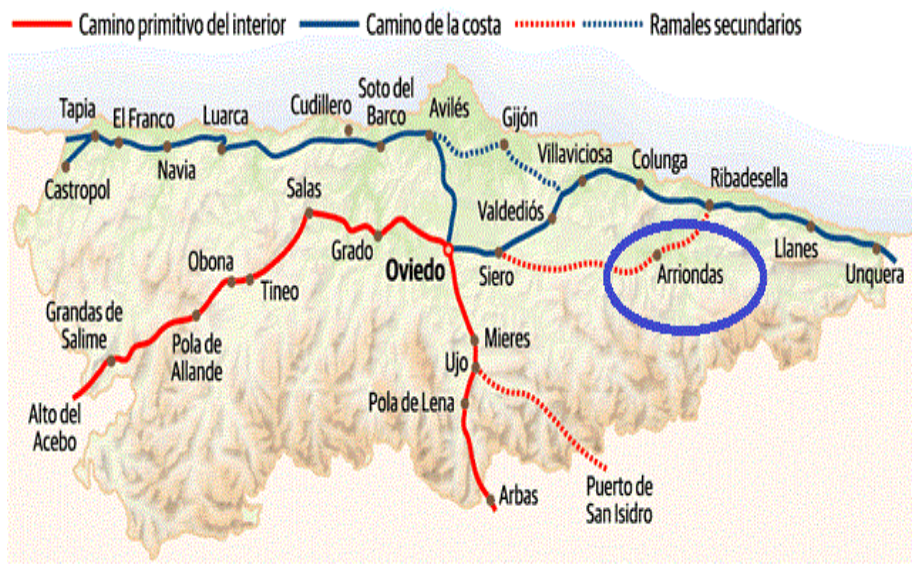 Camino primitivo del interior
Camino de la costa
Ramales secundarios
Tapia
El Franco
Luarca
Cudillero
Soto del
Barco
Avilés
Gijón
Navia
Castropol
Villaviciosa
Colunga
Ribadesella
Salas
Valdediós
Grado
Oviedo
Siero
Arriondas
Llanes
Unquera
Obona
Tineo
Grandas de
Salime
Pola de
Allande
Mieres
Ujo
Pola de Lena
Alto del
Acebo
Arbas
Puerto de
San Isidro